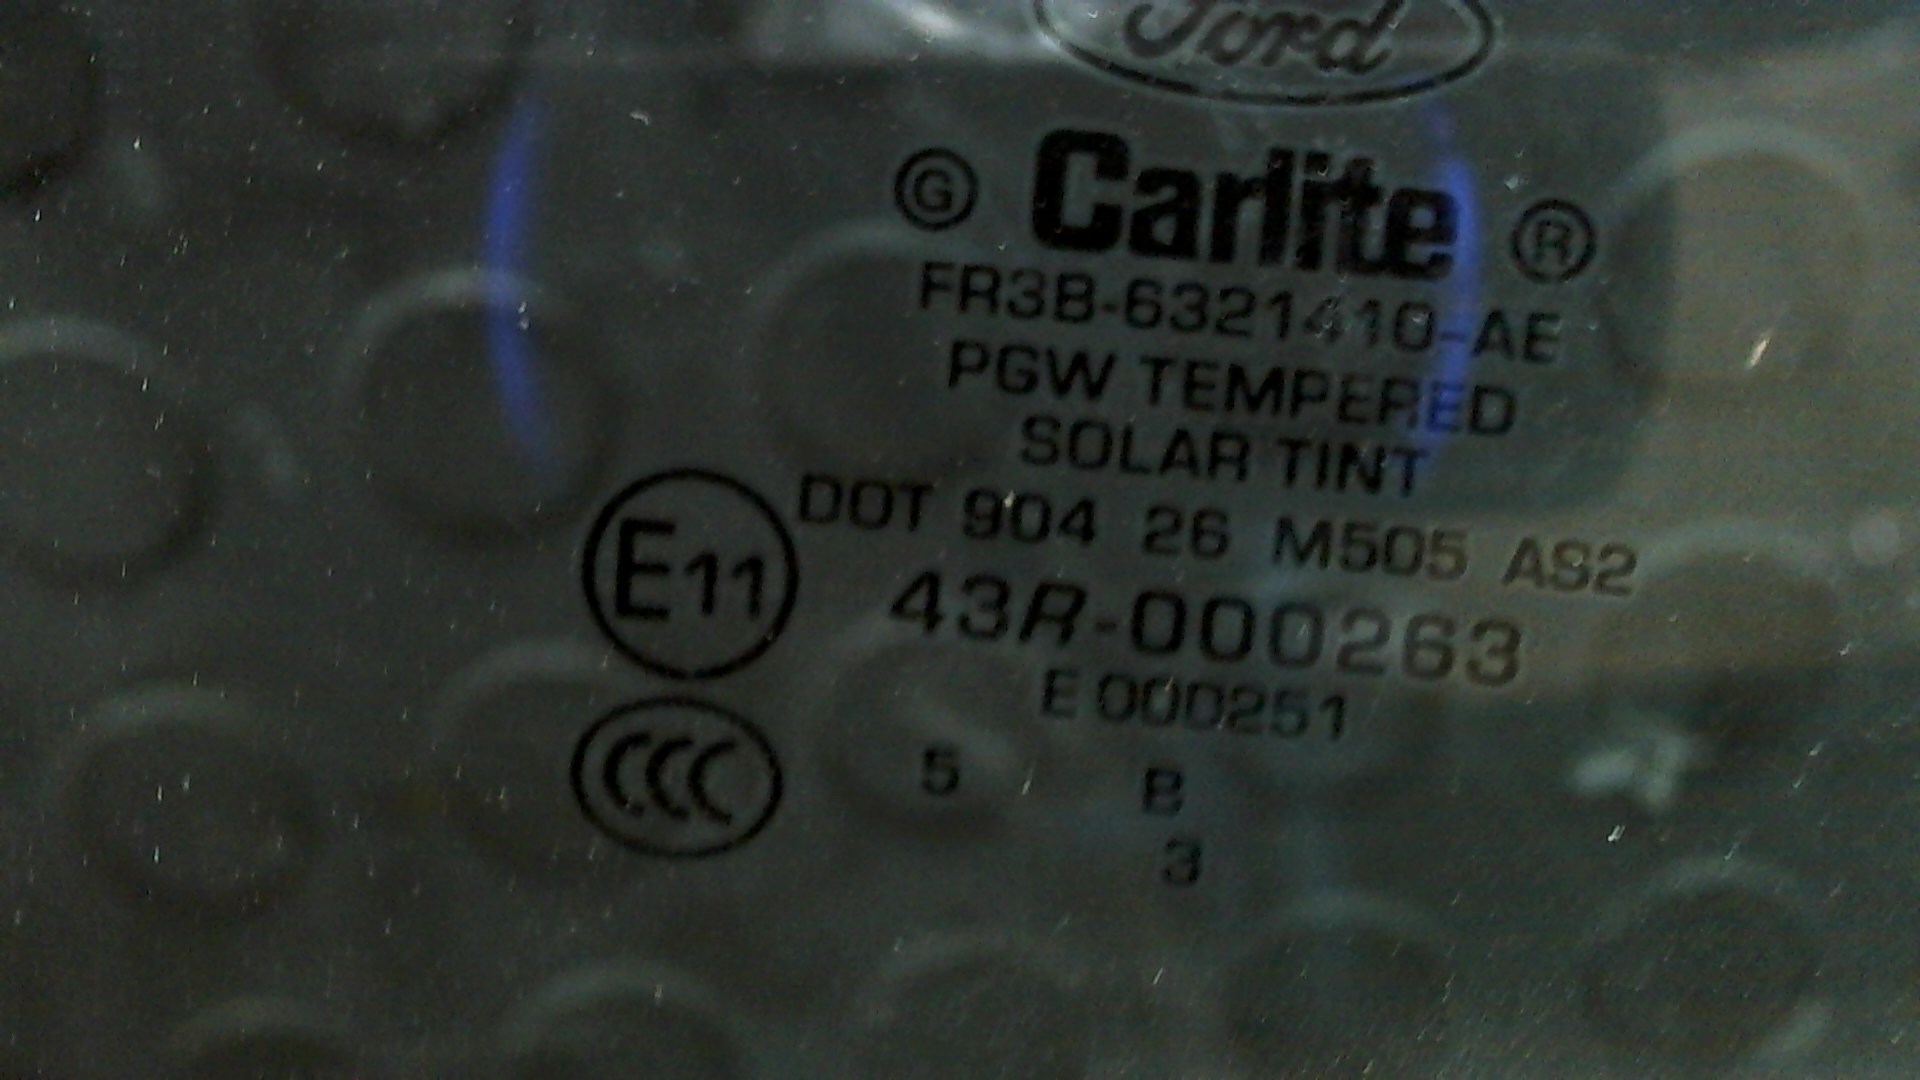 Ford
G Carlite ®
FR3B-6321410-AE
PGW TEMPERED
SOLAR TINT
DOT 904 26 M505 AS2
E11 43R-000263
E 000251
CCC 5 B
3